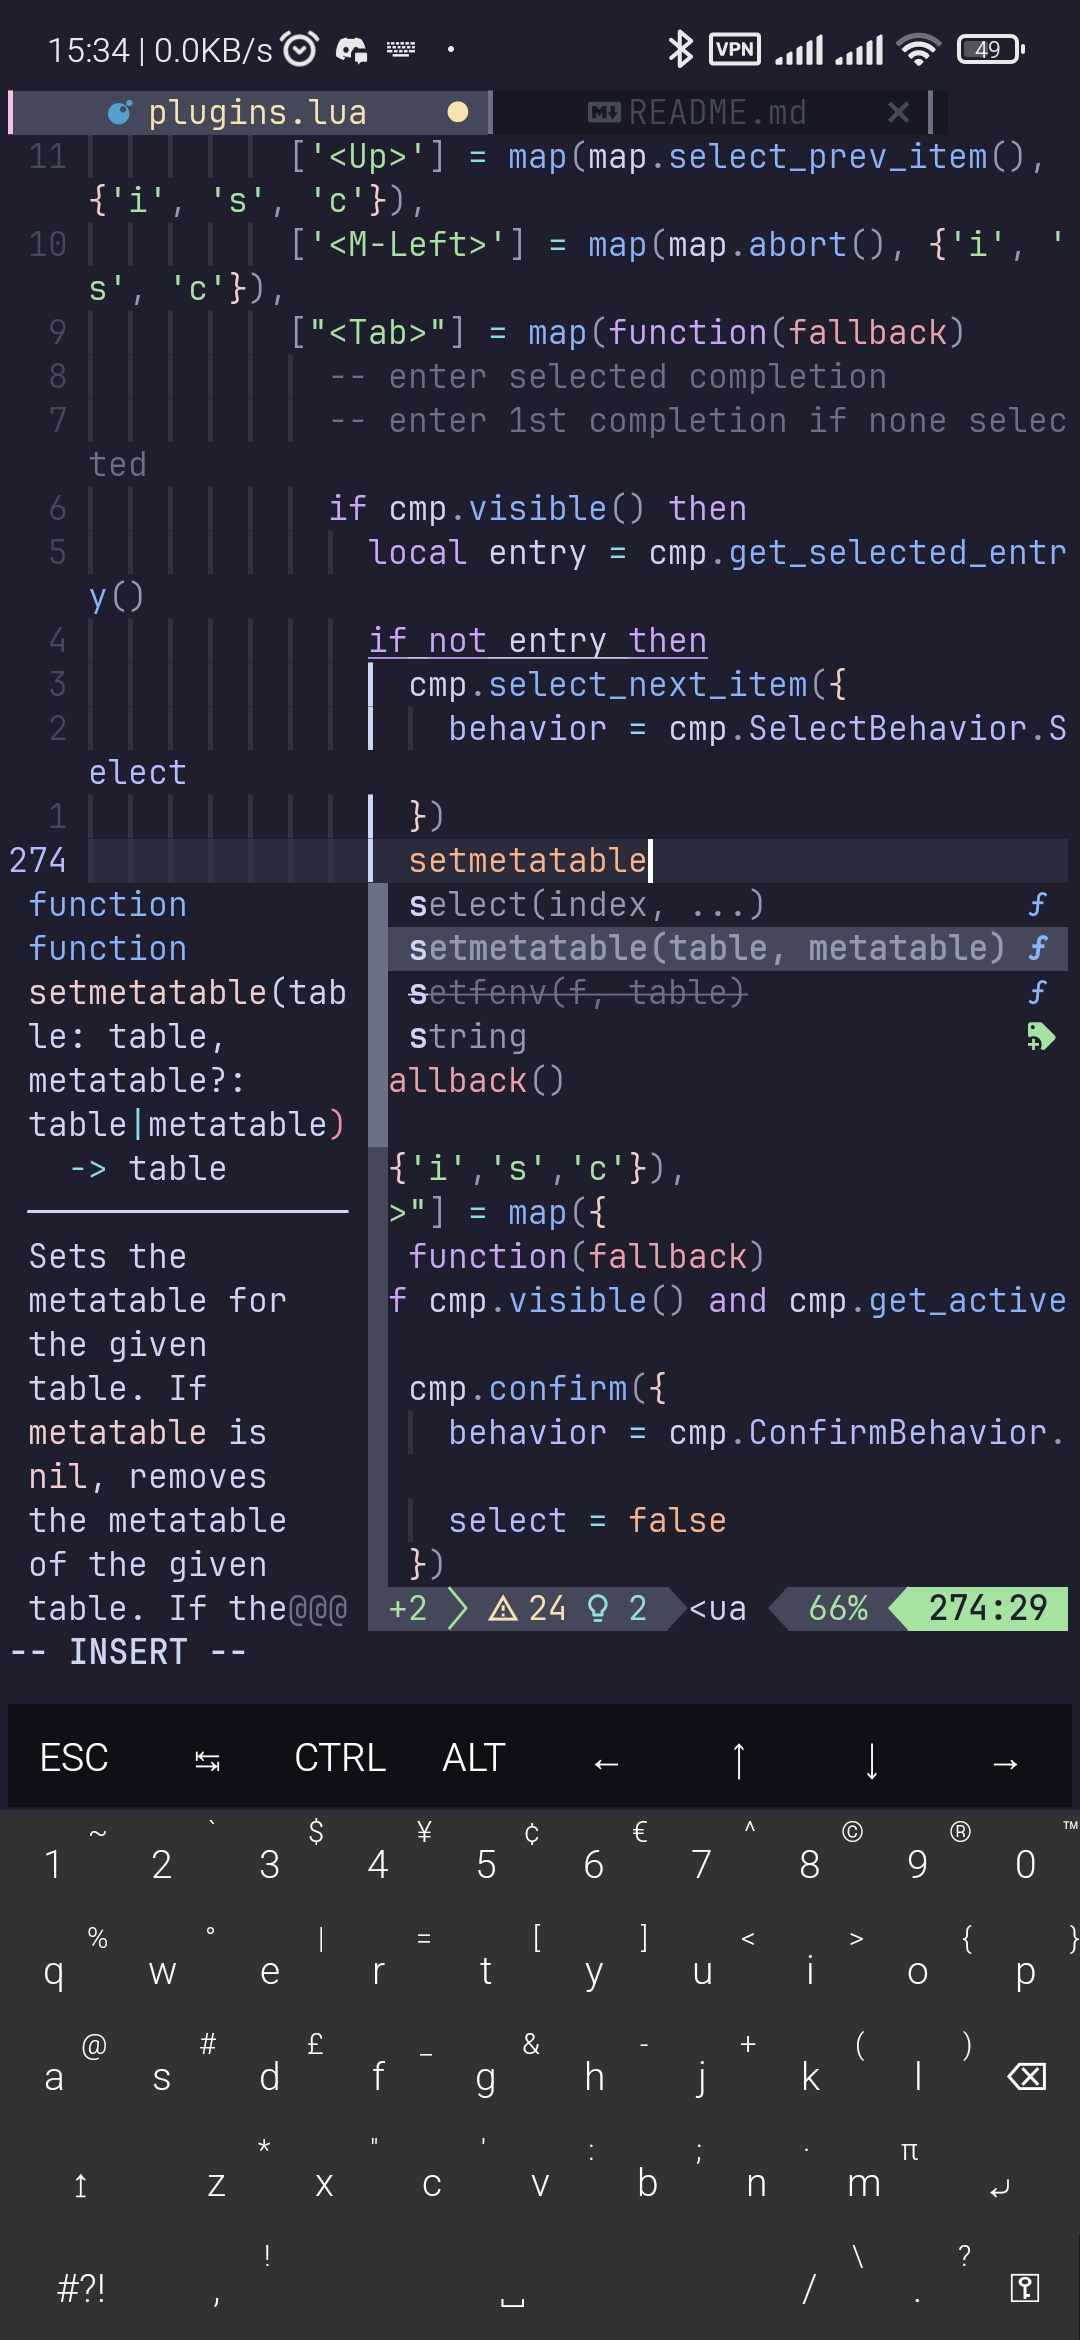 15:34 | 0.0KB/s VPN 49
plugins.lua README.md
11 ['<Up>'] = map(map.select_prev_item(),
{'i', 's', 'c'}),
10 ['<M-Left>'] = map(map.abort(), {'i', '
s', 'c'}),
9 ["<Tab>"] = map(function(fallback)
8 -- enter selected completion
7 -- enter 1st completion if none selec
ted
6 if cmp.visible() then
5 local entry = cmp.get_selected_entr
y()
4 if not entry then
3 cmp.select_next_item({
2 behavior = cmp.SelectBehavior.S
elect
1 })
274 setmetatable
function select(index, ...) f
function setmetatable(table, metatable) f
setmetatable(tab setfenv(f, table) f
le: table, string
metatable?: allback()
table|metatable)
-> table {'i','s','c'}),
>"] = map({
Sets the function(fallback)
metatable for f cmp.visible() and cmp.get_active
the given
table. If cmp.confirm({
metatable is behavior = cmp.ConfirmBehavior.
nil, removes
the metatable select = false
of the given })
table. If the@@@ +2 24 2 <ua 66% 274:29
-- INSERT --
ESC ↹ CTRL ALT ← ↑ ↓ →
~ ` $ ¥ ¢ € ^ © ® ™
1 2 3 4 5 6 7 8 9 0
% ° | = [ ] < > { }
q w e r t y u i o p
@ # £ _ & - + ( )
a s d f g h j k l
* " ' : ; · π
z x c v b n m
! \ ?
#?! , / .